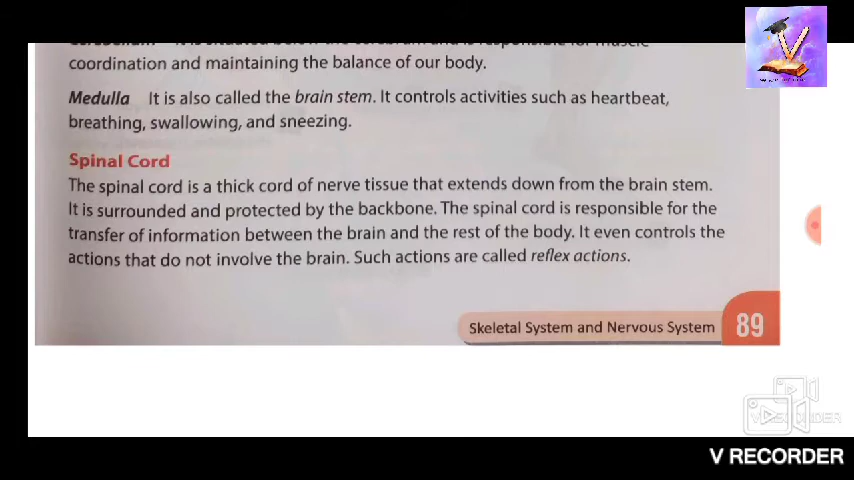 coordination and maintaining the balance of our body.
Medulla It is also called the brain stem. It controls activities such as heartbeat,
breathing, swallowing, and sneezing.
Spinal Cord
The spinal cord is a thick cord of nerve tissue that extends down from the brain stem.
It is surrounded and protected by the backbone. The spinal cord is responsible for the
transfer of information between the brain and the rest of the body. It even controls the
actions that do not involve the brain. Such actions are called reflex actions.
Skeletal System and Nervous System 89
V RECORDER